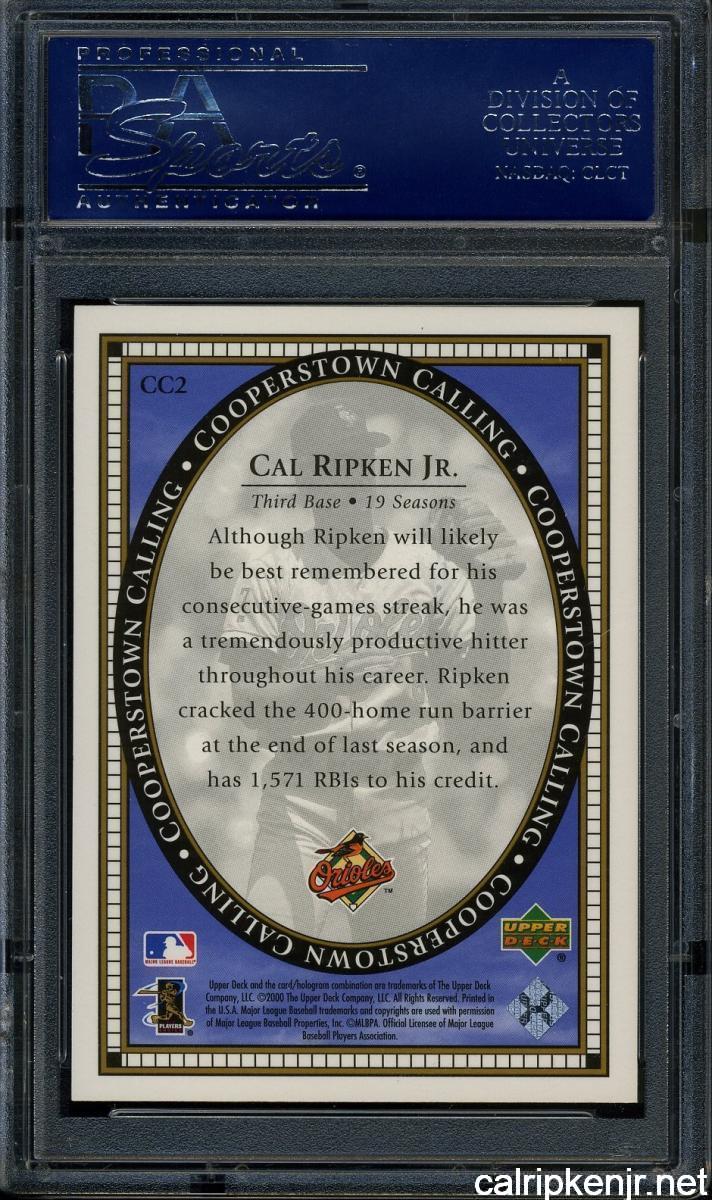 PROFESSIONAL
PSA
Sports®
AUTHENTICATOR
A
DIVISION OF
COLLECTORS
UNIVERSE
NASDAQ: CLCT
CC2
• COOPERSTOWN CALLING • COOPERSTOWN CALLING • COOPERSTOWN CALLING • COOPERSTOWN CALLING
CAL RIPKEN JR.
Third Base • 19 Seasons
Although Ripken will likely
be best remembered for his
consecutive-games streak, he was
a tremendously productive hitter
throughout his career. Ripken
cracked the 400-home run barrier
at the end of last season, and
has 1,571 RBIs to his credit.
Orioles™
UPPER
DECK®
MAJOR LEAGUE BASEBALL®
PLAYERS®
Upper Deck and the card/hologram combination are trademarks of The Upper Deck
Company, LLC. ©2000 The Upper Deck Company, LLC. All Rights Reserved. Printed in
the U.S.A. Major League Baseball trademarks and copyrights are used with permission
of Major League Baseball Properties, Inc. ©MLBPA. Official Licensee of Major League
Baseball Players Association.
calripkenjr.net